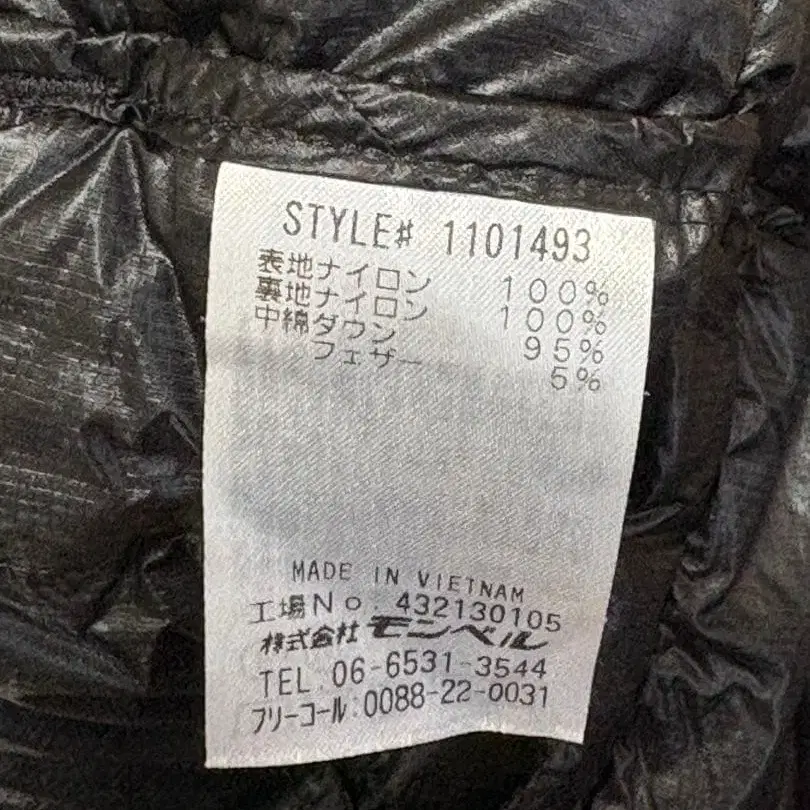 STYLE# 1101493
表地ナイロン 100%
裏地ナイロン 100%
中綿ダウン 95%
フェザー 5%
MADE IN VIETNAM
工場No. 432130105
株式会社モンベル
TEL.06-6531-3544
フリーコール:0088-22-0031